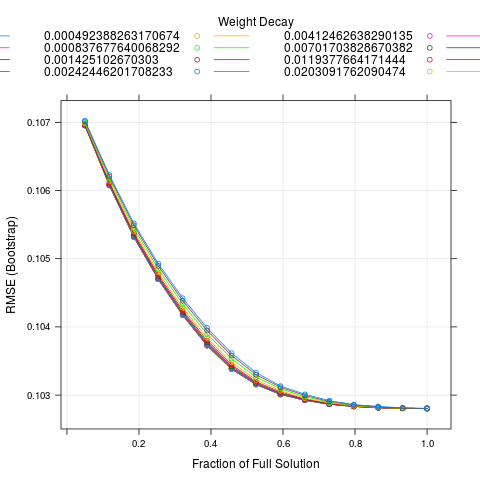 Weight Decay
0.000492388263170674 0.00412462638290135
0.000837677640068292 0.00701703828670382
0.001425102670303 0.0119377664171444
0.00242446201708233 0.0203091762090474
0.107
0.106
0.105
0.104
0.103
RMSE (Bootstrap)
0.2 0.4 0.6 0.8 1.0
Fraction of Full Solution